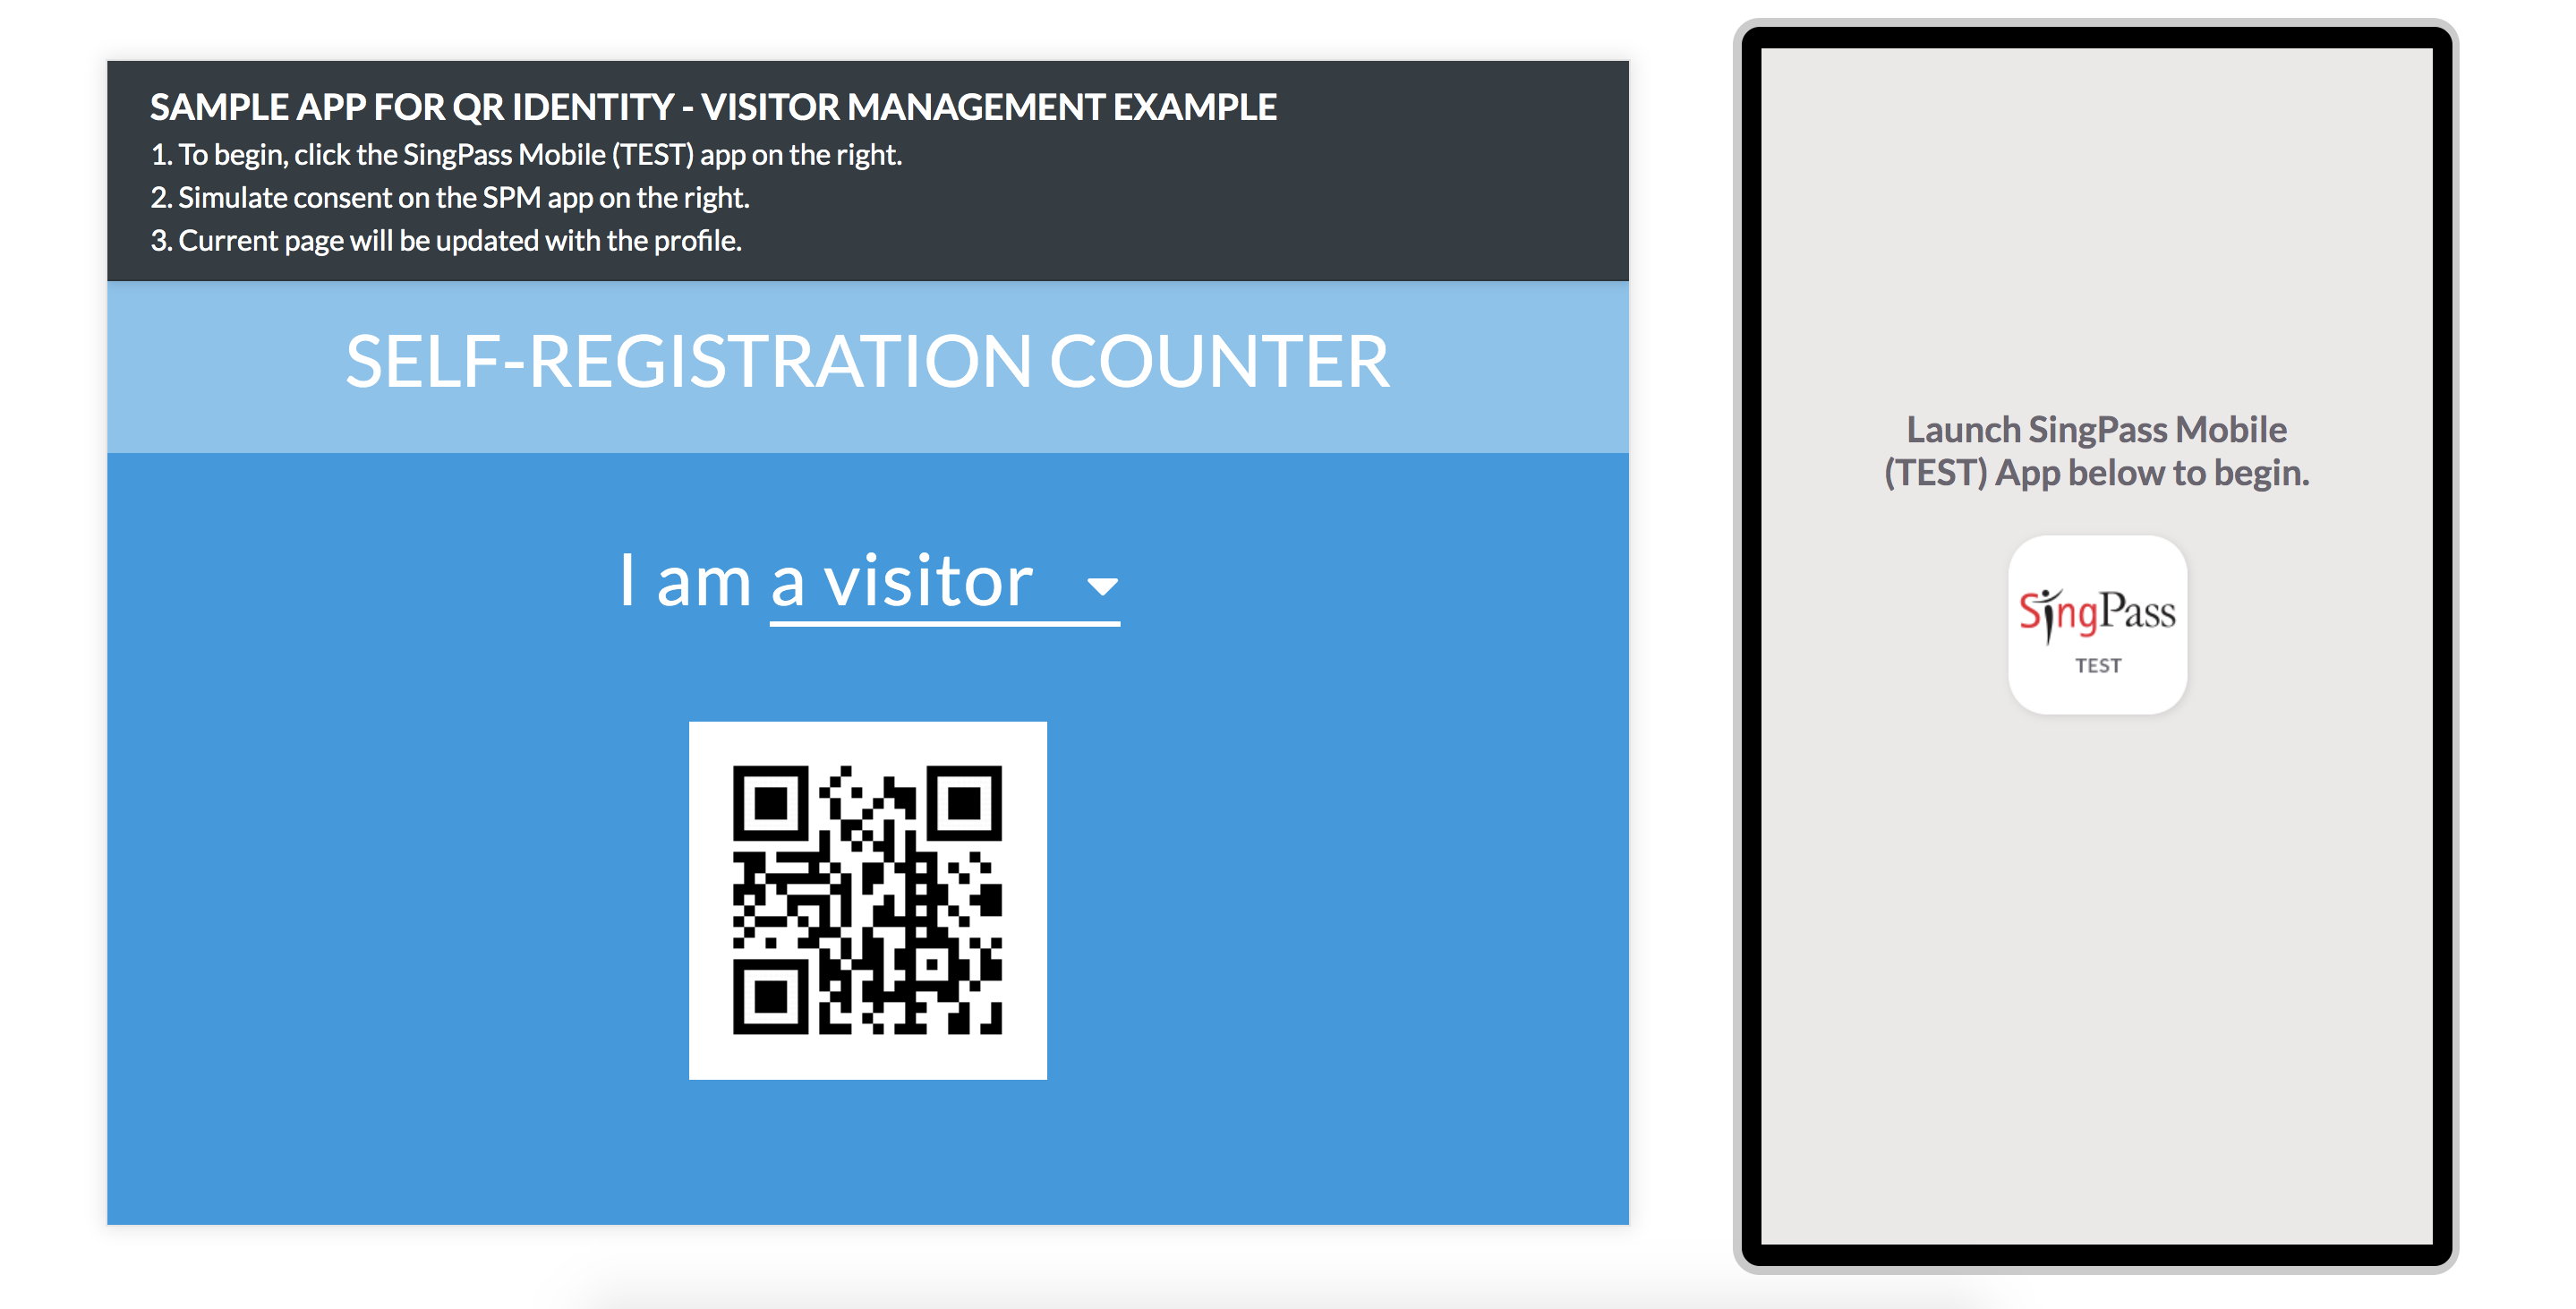 SAMPLE APP FOR QR IDENTITY - VISITOR MANAGEMENT EXAMPLE
1. To begin, click the SingPass Mobile (TEST) app on the right.
2. Simulate consent on the SPM app on the right.
3. Current page will be updated with the profile.
SELF-REGISTRATION COUNTER
I am a visitor
Launch SingPass Mobile
(TEST) App below to begin.
SingPass
TEST